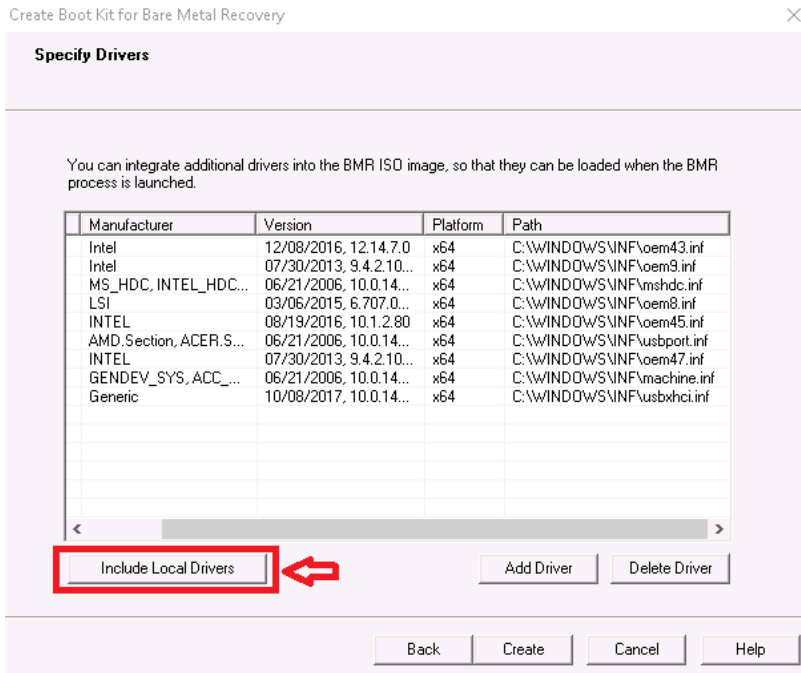 Create Boot Kit for Bare Metal Recovery
Specify Drivers
You can integrate additional drivers into the BMR ISO image, so that they can be loaded when the BMR
process is launched.
Manufacturer Version Platform Path
Intel 12/08/2016, 12.14.7.0 x64 C:\WINDOWS\INF\oem43.inf
Intel 07/30/2013, 9.4.2.10... x64 C:\WINDOWS\INF\oem9.inf
MS_HDC, INTEL_HDC... 06/21/2006, 10.0.14... x64 C:\WINDOWS\INF\mshdc.inf
LSI 03/06/2015, 6.707.0... x64 C:\WINDOWS\INF\oem8.inf
INTEL 08/19/2016, 10.1.2.80 x64 C:\WINDOWS\INF\oem45.inf
AMD.Section, ACER.S... 06/21/2006, 10.0.14... x64 C:\WINDOWS\INF\usbport.inf
INTEL 07/30/2013, 9.4.2.10... x64 C:\WINDOWS\INF\oem47.inf
GENDEV_SYS, ACC_... 06/21/2006, 10.0.14... x64 C:\WINDOWS\INF\machine.inf
Generic 10/08/2017, 10.0.14... x64 C:\WINDOWS\INF\usbxhci.inf
Include Local Drivers Add Driver Delete Driver
Back Create Cancel Help